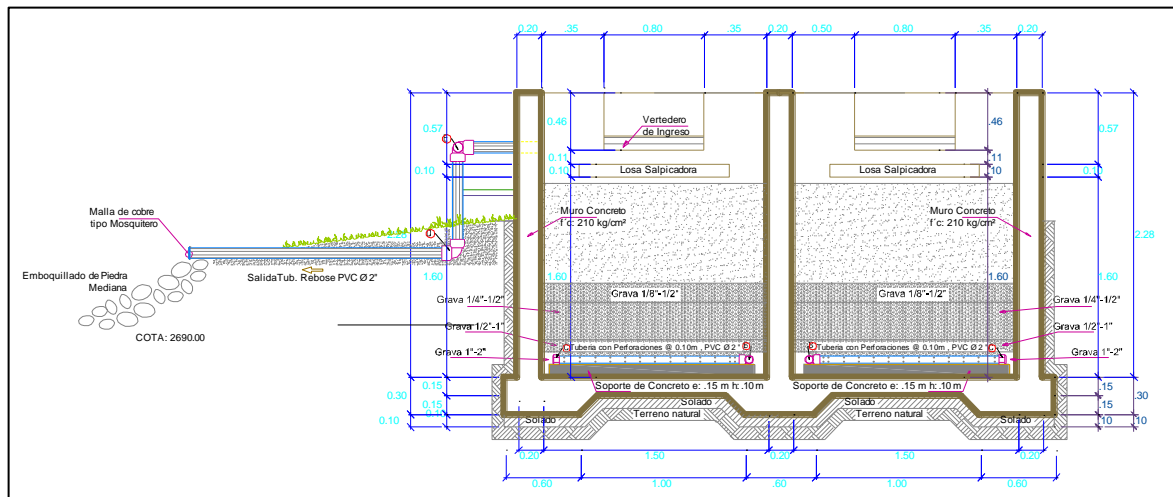 0.20
.35
0.80
.35
0.20
0.50
0.80
.35
0.20
0.57
0.46
Vertedero
de Ingreso
.46
0.57
0.11
.11
0.10
0.10
Losa Salpicadora
Losa Salpicadora
10
0.10
Malla de cobre
tipo Mosquitero
Muro Concreto
f´c: 210 kg/cm²
Muro Concreto
f´c: 210 kg/cm²
2.28
2.28
Emboquillado de Piedra
Mediana
Salida Tub. Rebose PVC Ø 2"
1.60
1.60
1.60
1.60
Grava 1/8"-1/2"
Grava 1/8"-1/2"
Grava 1/4"-1/2"
Grava 1/4"-1/2"
COTA: 2690.00
Grava 1/2"-1"
Grava 1/2"-1"
Tuberia con Perforaciones @ 0.10m , PVC Ø 2"
Tuberia con Perforaciones @ 0.10m , PVC Ø 2"
Grava 1"-2"
Grava 1"-2"
Soporte de Concreto e: .15 m h:.10 m
Soporte de Concreto e: .15 m h:.10 m
0.30
0.15
.15
.30
0.15
Solado
Solado
.15
0.10
Solado
Terreno natural
Terreno natural
Solado
.10
.10
0.20
1.50
0.20
1.50
0.20
0.60
1.00
.60
1.00
0.60